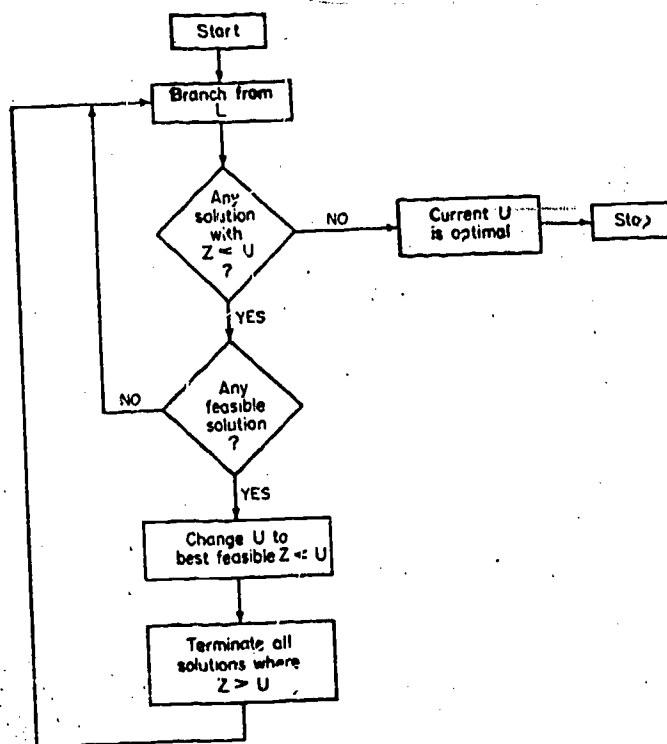 Start
Branch from
L
Any
solution
with
Z < U
?
NO
Current U
is optimal
Stop
YES
Any
feasible
solution
?
NO
YES
Change U to
best feasible Z < U
Terminate all
solutions where
Z > U